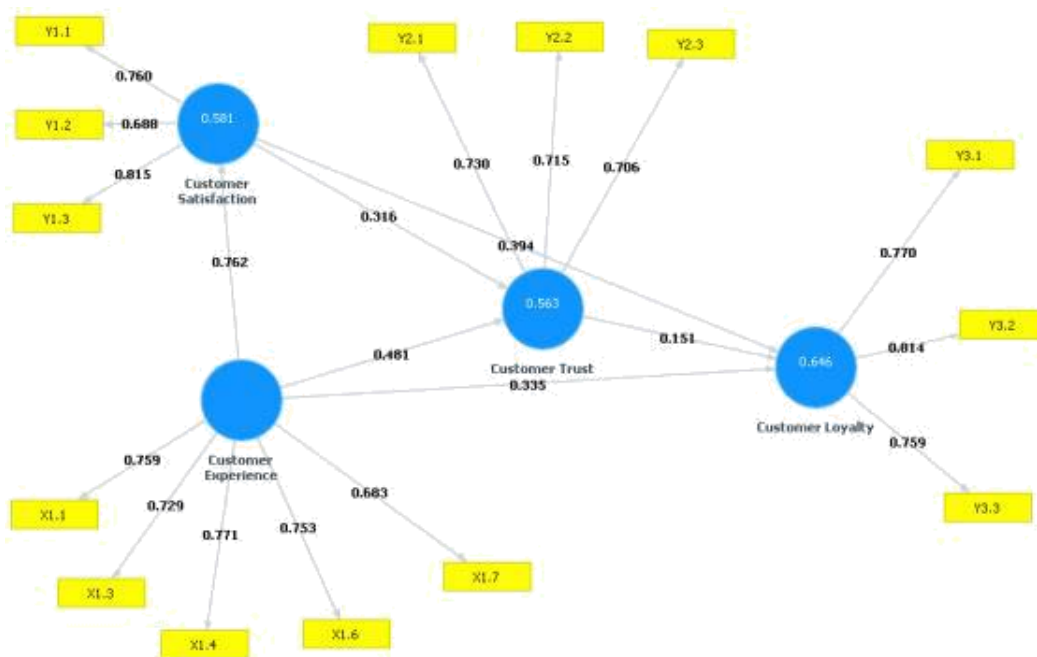 Y1.1
Y2.1
Y2.2
Y2.3
0.760
0.581
Y1.2
0.688
0.730
0.715
0.706
Y3.1
0.815
Customer
Satisfaction
Y1.3
0.316
0.394
0.770
0.762
0.563
Y3.2
0.481
Customer Trust
0.151
0.646
0.814
0.335
Customer Loyalty
0.759
Customer
Experience
0.759
0.683
X1.1
0.729
0.771
0.753
Y3.3
X1.7
X1.3
X1.4
X1.6